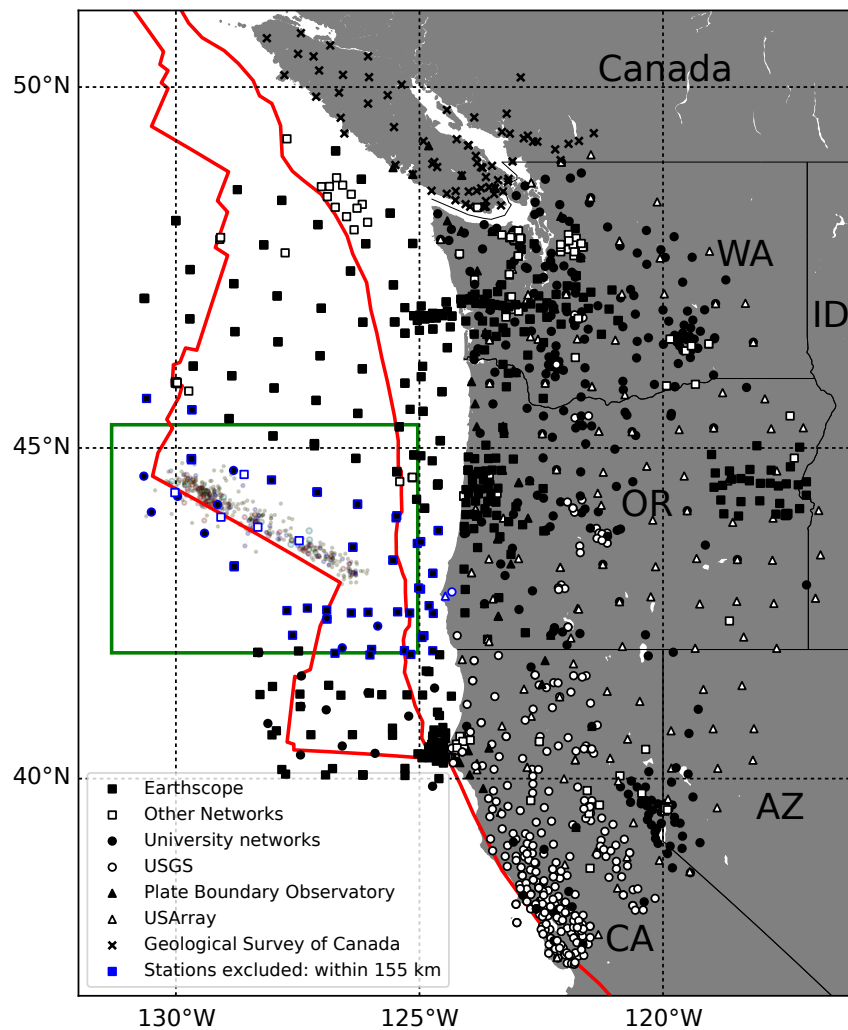 Canada
50°N
WA
ID
45°N
OR
40°N
AZ
CA
Earthscope
Other Networks
University networks
USGS
Plate Boundary Observatory
USArray
Geological Survey of Canada
Stations excluded: within 155 km
130°W
125°W
120°W